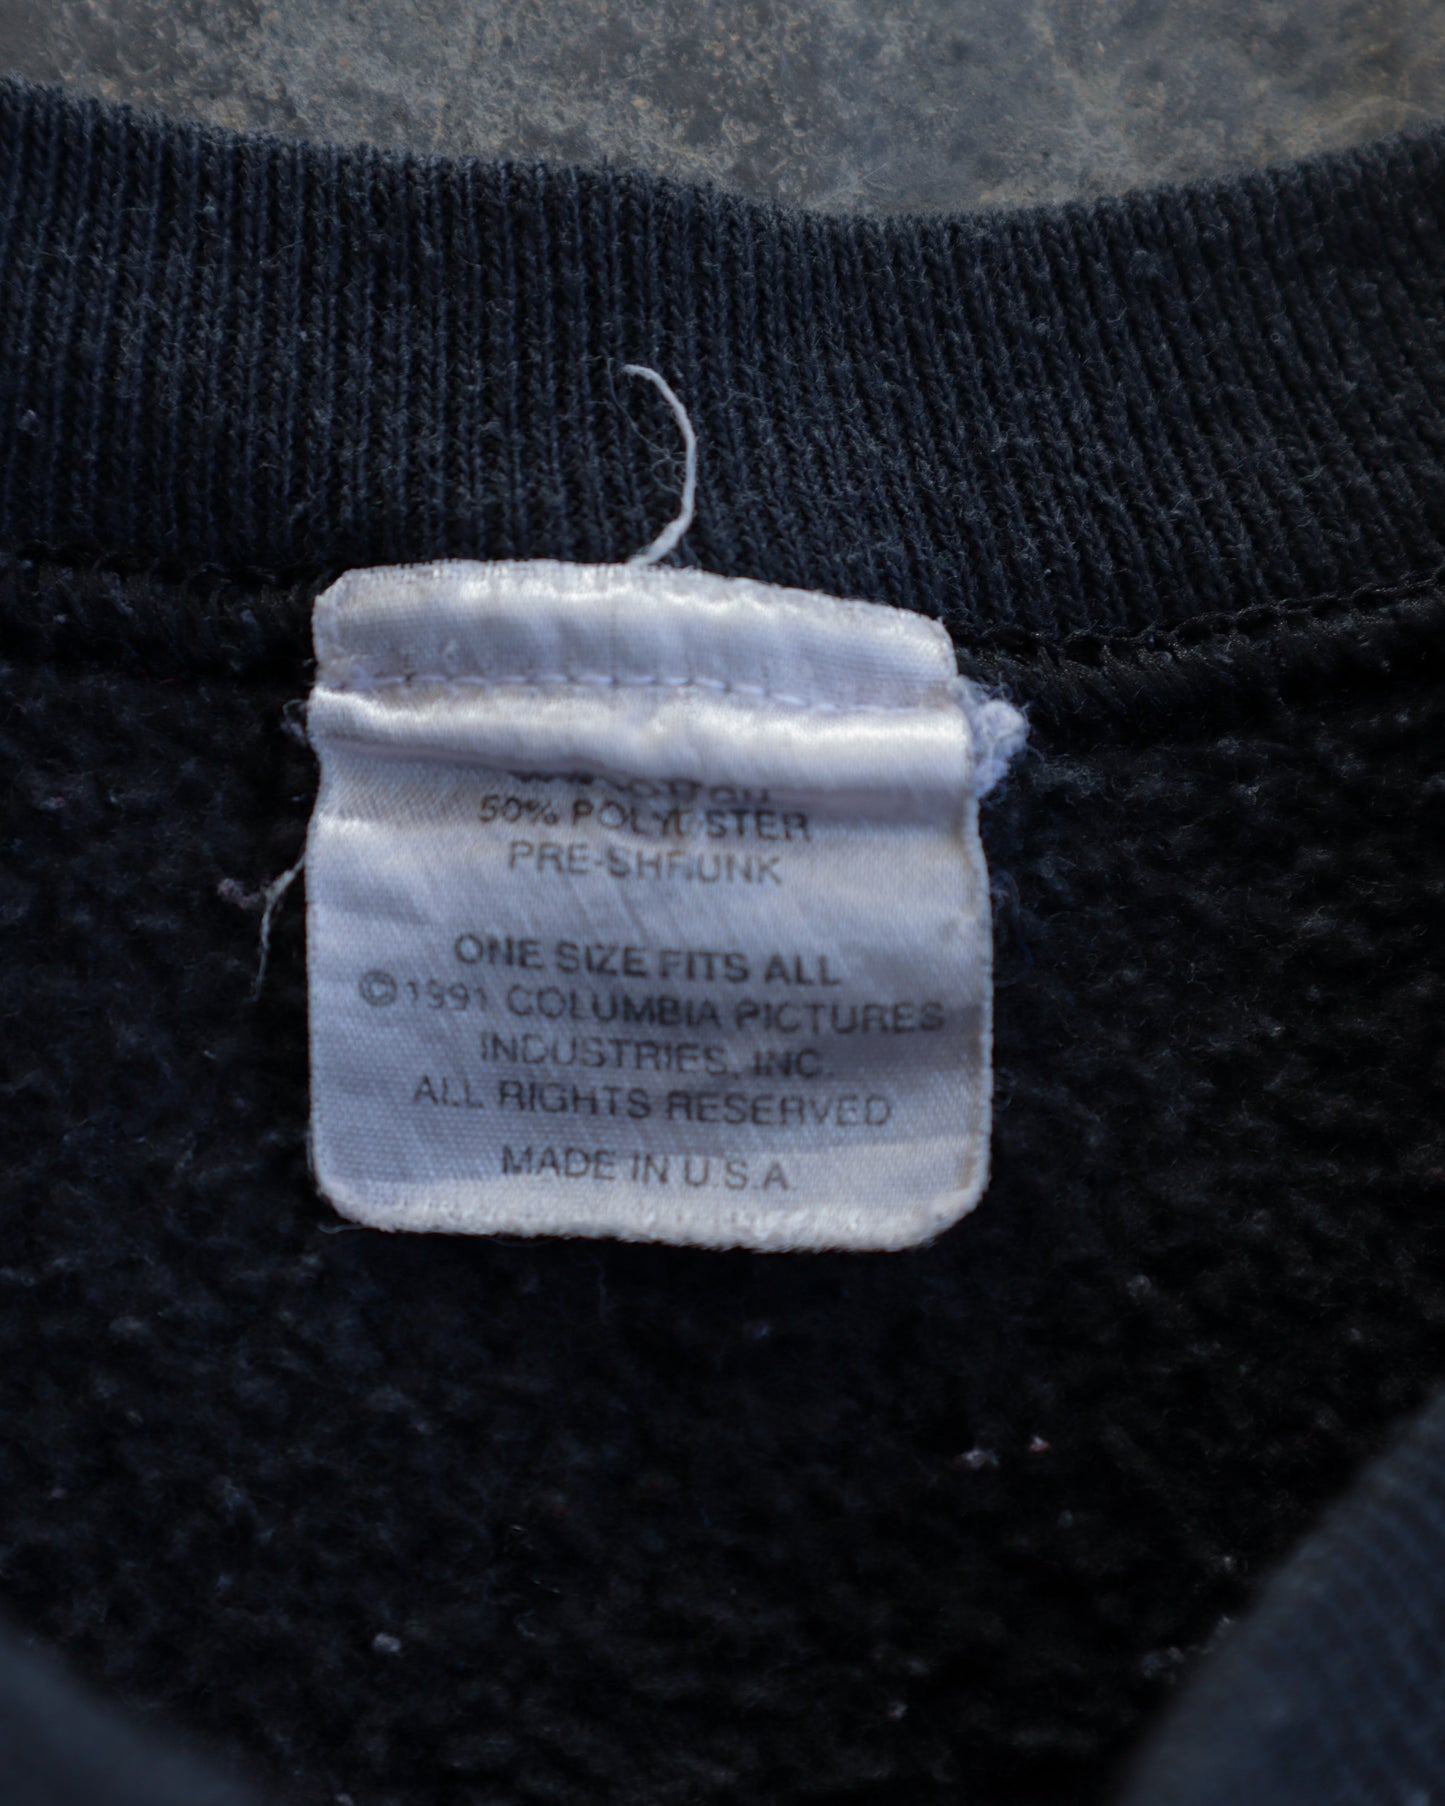 50% POLYESTER
PRE-SHRUNK
ONE SIZE FITS ALL
©1991 COLUMBIA PICTURES
INDUSTRIES, INC.
ALL RIGHTS RESERVED
MADE IN U.S.A.